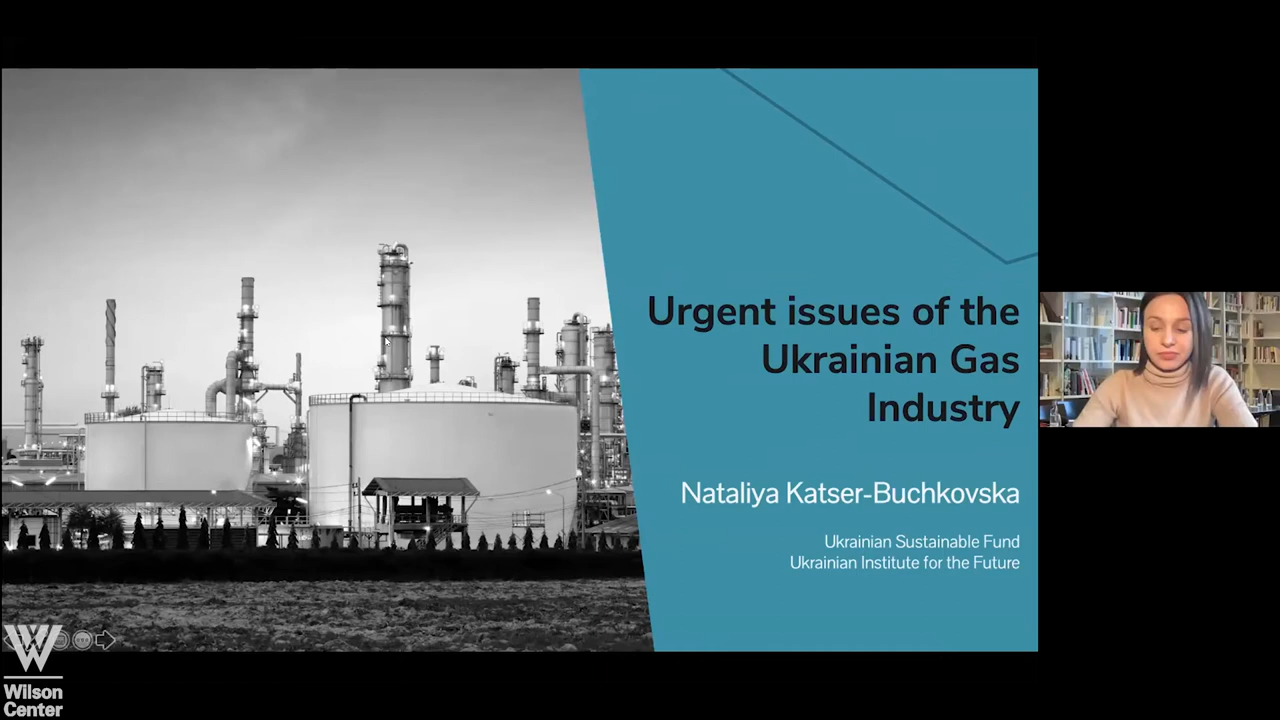 Urgent issues of the
Ukrainian Gas
Industry
Nataliya Katser-Buchkovska
Ukrainian Sustainable Fund
Ukrainian Institute for the Future
W
Wilson
Center